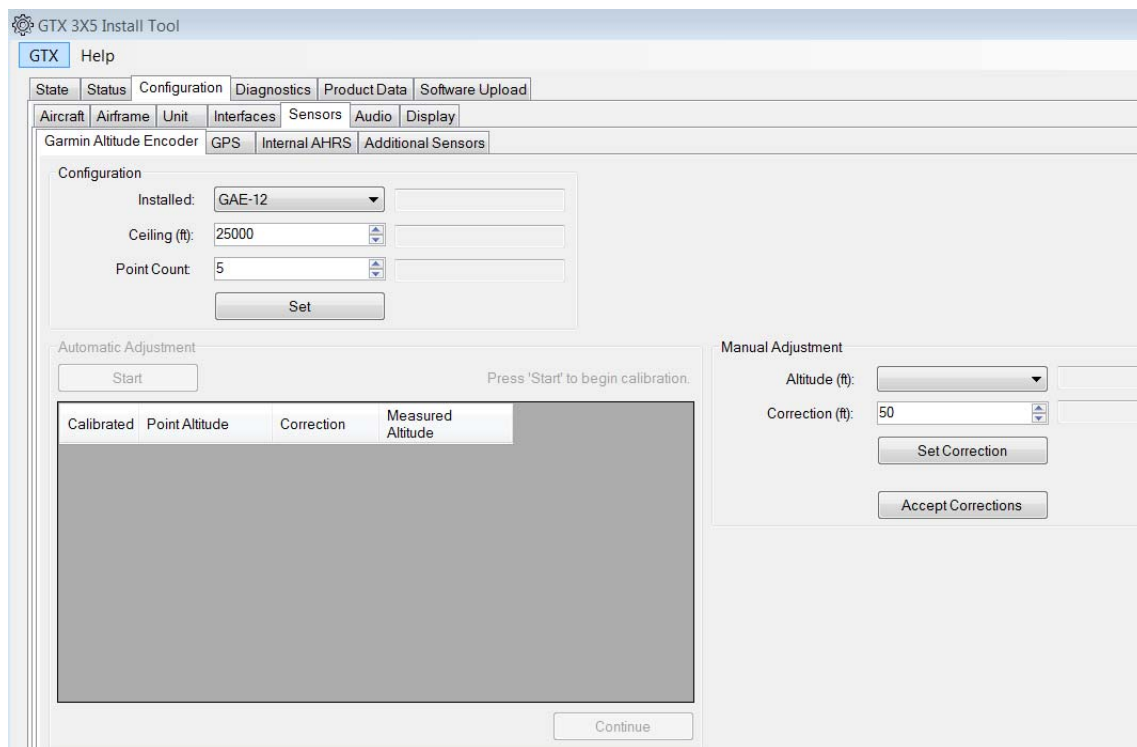 GTX 3X5 Install Tool
GTX Help
State Status Configuration Diagnostics Product Data Software Upload
Aircraft Airframe Unit Interfaces Sensors Audio Display
Garmin Altitude Encoder GPS Internal AHRS Additional Sensors
Configuration
Installed: GAE-12
Ceiling (ft): 25000
Point Count: 5
Set
Automatic Adjustment
Start Press 'Start' to begin calibration.
Calibrated Point Altitude Correction Measured Altitude
Continue
Manual Adjustment
Altitude (ft):
Correction (ft): 50
Set Correction
Accept Corrections